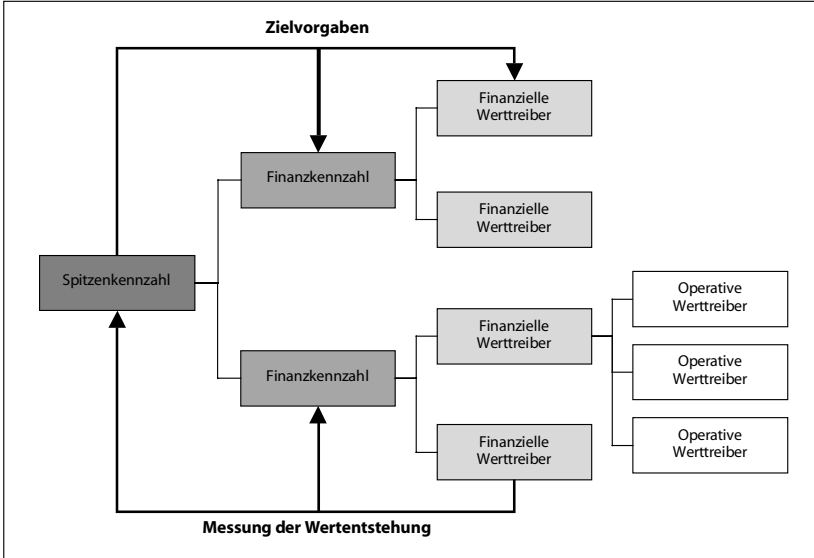 Zielvorgaben
Finanzielle
Werttreiber
Finanzkennzahl
Finanzielle
Werttreiber
Spitzenkennzahl
Operative
Werttreiber
Finanzielle
Werttreiber
Operative
Werttreiber
Finanzkennzahl
Operative
Werttreiber
Finanzielle
Werttreiber
Messung der Wertentstehung